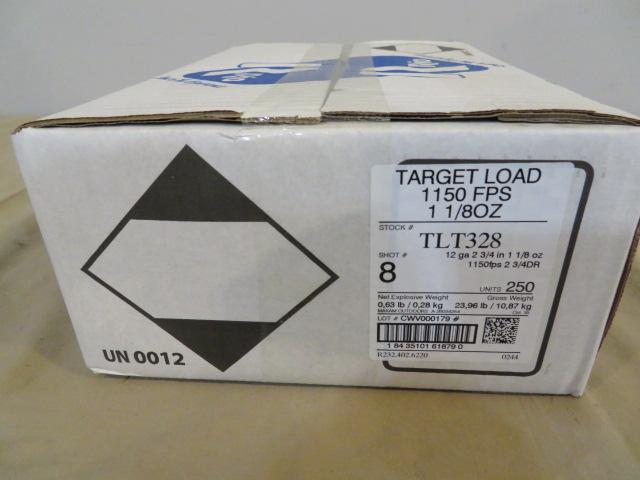 TARGET LOAD
1150 FPS
1 1/8OZ
STOCK #
TLT328
SHOT #
12 ga 2 3/4 in 1 1/8 oz
8
1150fps 2 3/4DR
UNITS 250
Net Explosive Weight Gross Weight
0,63 lb / 0,28 kg 23,96 lb / 10,87 kg
MAXAM OUTDOORS
LOT # CWV000179 #
1 84 35101 61879 0
R232.402.6220 0244
UN 0012